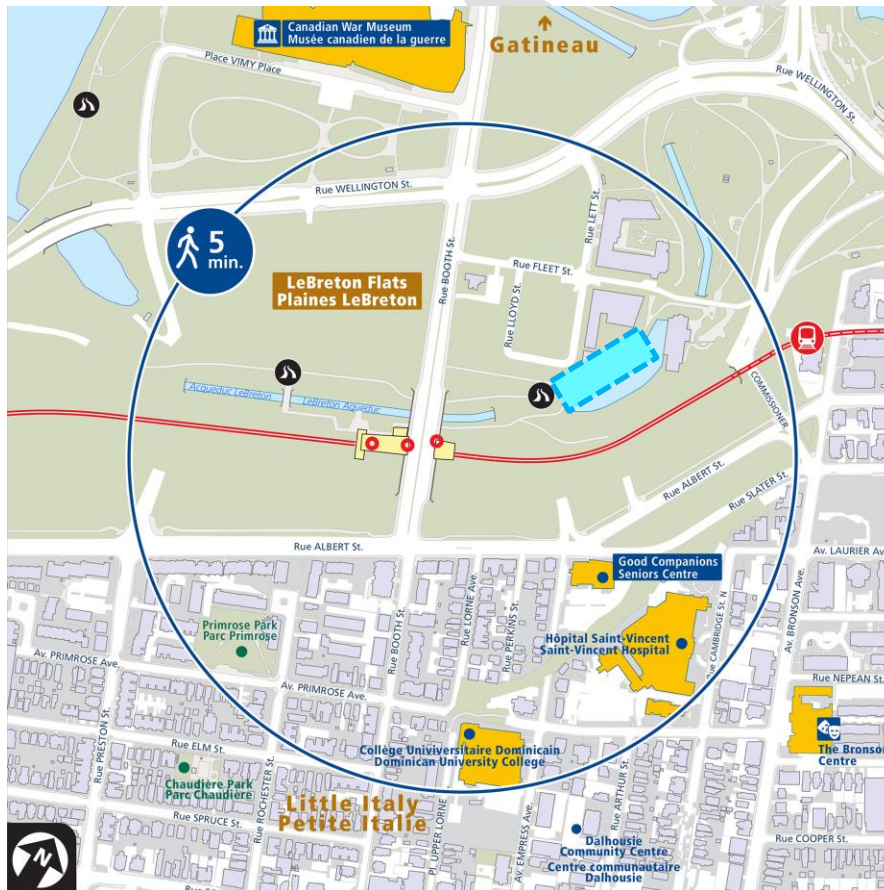 Canadian War Museum
Musée canadien de la guerre
Gatineau
Place VIMY Place
Rue WELLINGTON St.
Rue WELLINGTON St.
5
min.
Rue LETT St.
Rue BOOTH St.
Rue FLEET St.
LeBreton Flats
Plaines LeBreton
Rue LLOYD St.
Acqueduc LeBreton
LeBreton Aqueduc
COMMISSIONER
Rue ALBERT St.
Rue SLATER St.
Rue ALBERT St.
Av. LAURIER Av
Good Companions
Seniors Centre
Rue LORNE Ave.
Rue PERKINS St.
Rue BOOTH St.
Rue CAMBRIDGE St. N
Av. BRONSON Ave.
Primrose Park
Parc Primrose
Hôpital Saint-Vincent
Saint-Vincent Hospital
Av. PRIMROSE Ave.
Av. PRIMROSE Ave.
Rue NEPEAN St.
Rue PRESTON St.
Rue ELM St.
Collège Univiersitaire Dominicain
Dominican University College
The Bronson
Centre
Chaudière Park
Parc Chaudière
Rue ROCHESTER St.
Little Italy
Petite Italie
Rue SPRUCE St.
Pl UPPER LORNE
Av. EMPRESS Ave.
Rue ARTHUR St.
Rue COOPER St.
Dalhousie
Community Centre
Centre communautaire
Dalhousie
N